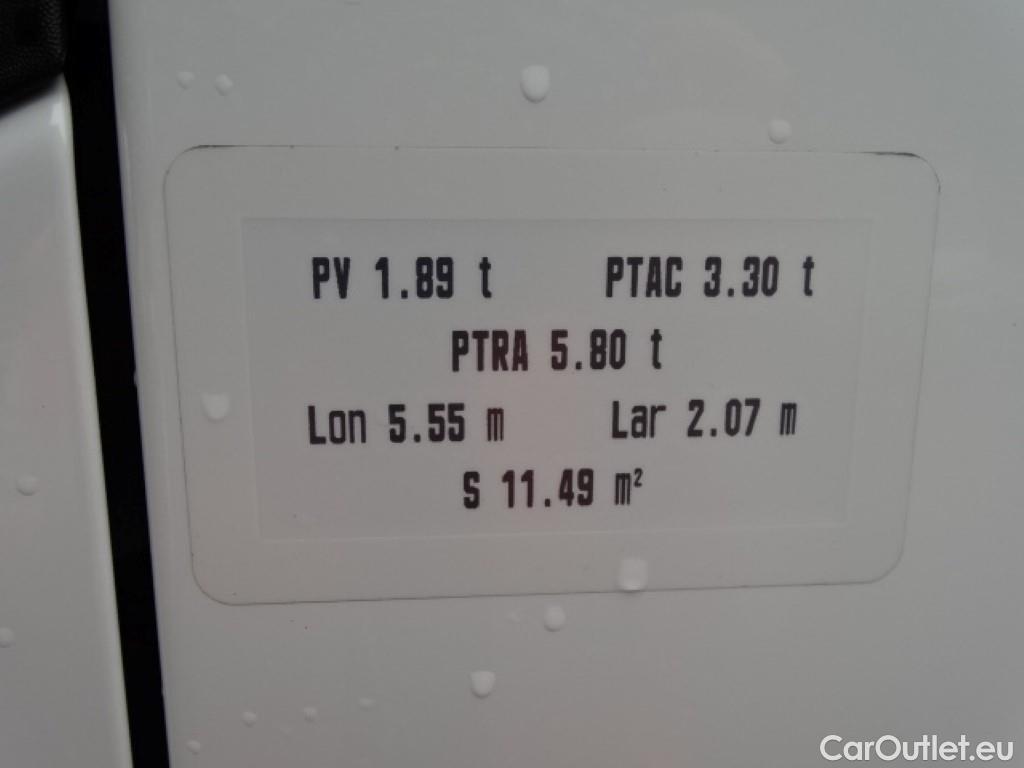 PV 1.89 t PTAC 3.30 t
PTRA 5.80 t
Lon 5.55 m Lar 2.07 m
S 11.49 m²
CarOutlet.eu